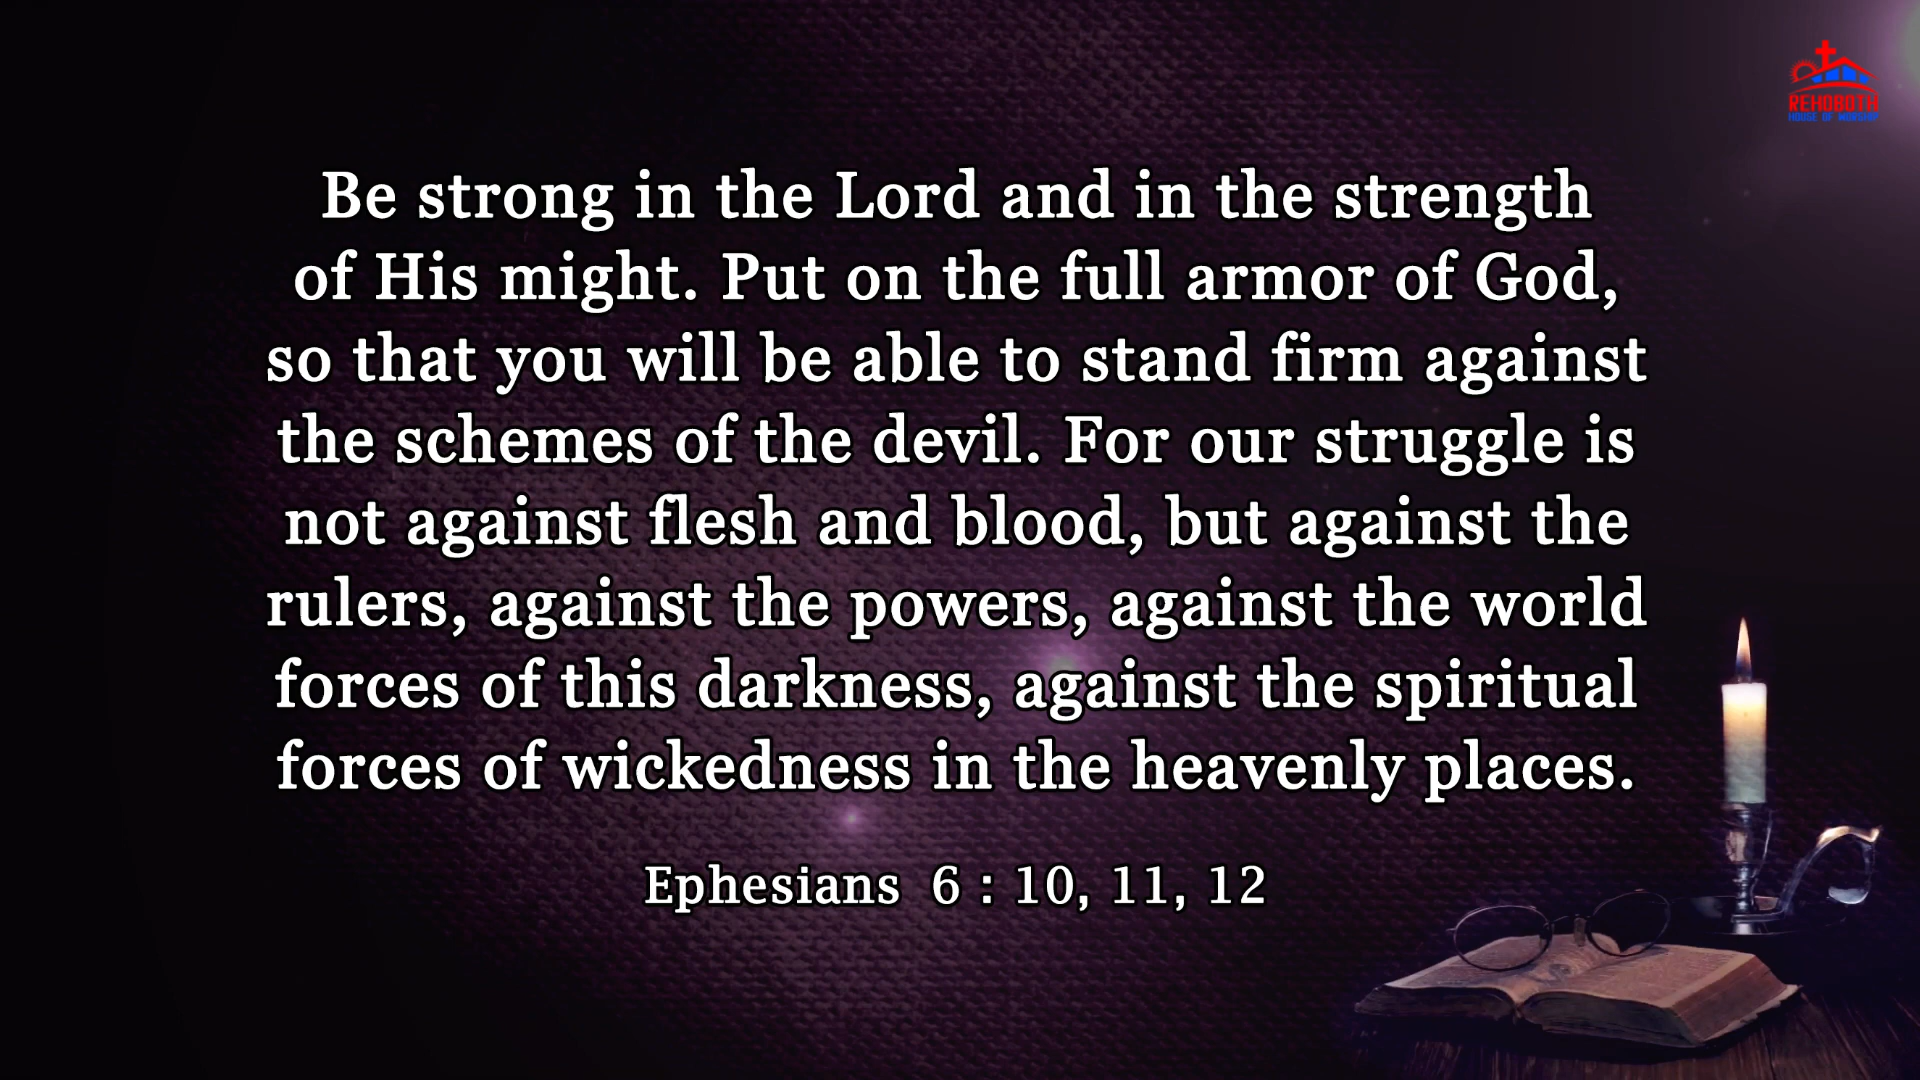 REHOBOTH
HOUSE OF WORSHIP
Be strong in the Lord and in the strength
of His might. Put on the full armor of God,
so that you will be able to stand firm against
the schemes of the devil. For our struggle is
not against flesh and blood, but against the
rulers, against the powers, against the world
forces of this darkness, against the spiritual
forces of wickedness in the heavenly places.
Ephesians 6 : 10, 11, 12